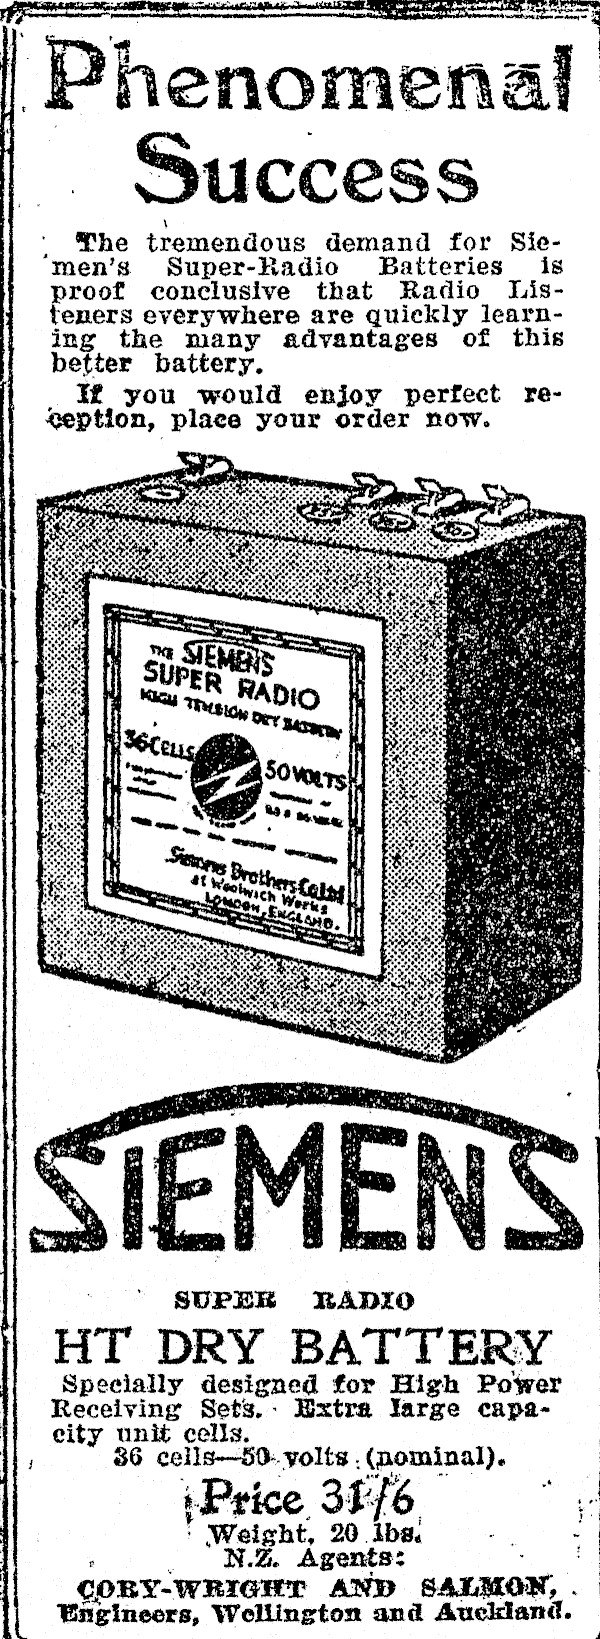 Phenomenal
Success
The tremendous demand for Sie-
men's Super-Radio Batteries is
proof conclusive that Radio Lis-
teners everywhere are quickly learn-
ing the many advantages of this
better battery.
If you would enjoy perfect re-
ception, place your order now.
THE SIEMENS
SUPER RADIO
HIGH TENSION DRY BATTERY
36 CELLS
50 VOLTS
Siemens Brothers & Co Ltd
at Woolwich Works
LONDON, ENGLAND.
SIEMENS
SUPER RADIO
HT DRY BATTERY
Specially designed for High Power
Receiving Sets. Extra large capa-
city unit cells.
36 cells—50 volts (nominal).
Price 31/6
Weight, 20 lbs.
N.Z. Agents:
CORY-WRIGHT AND SALMON,
Engineers, Wellington and Auckland.